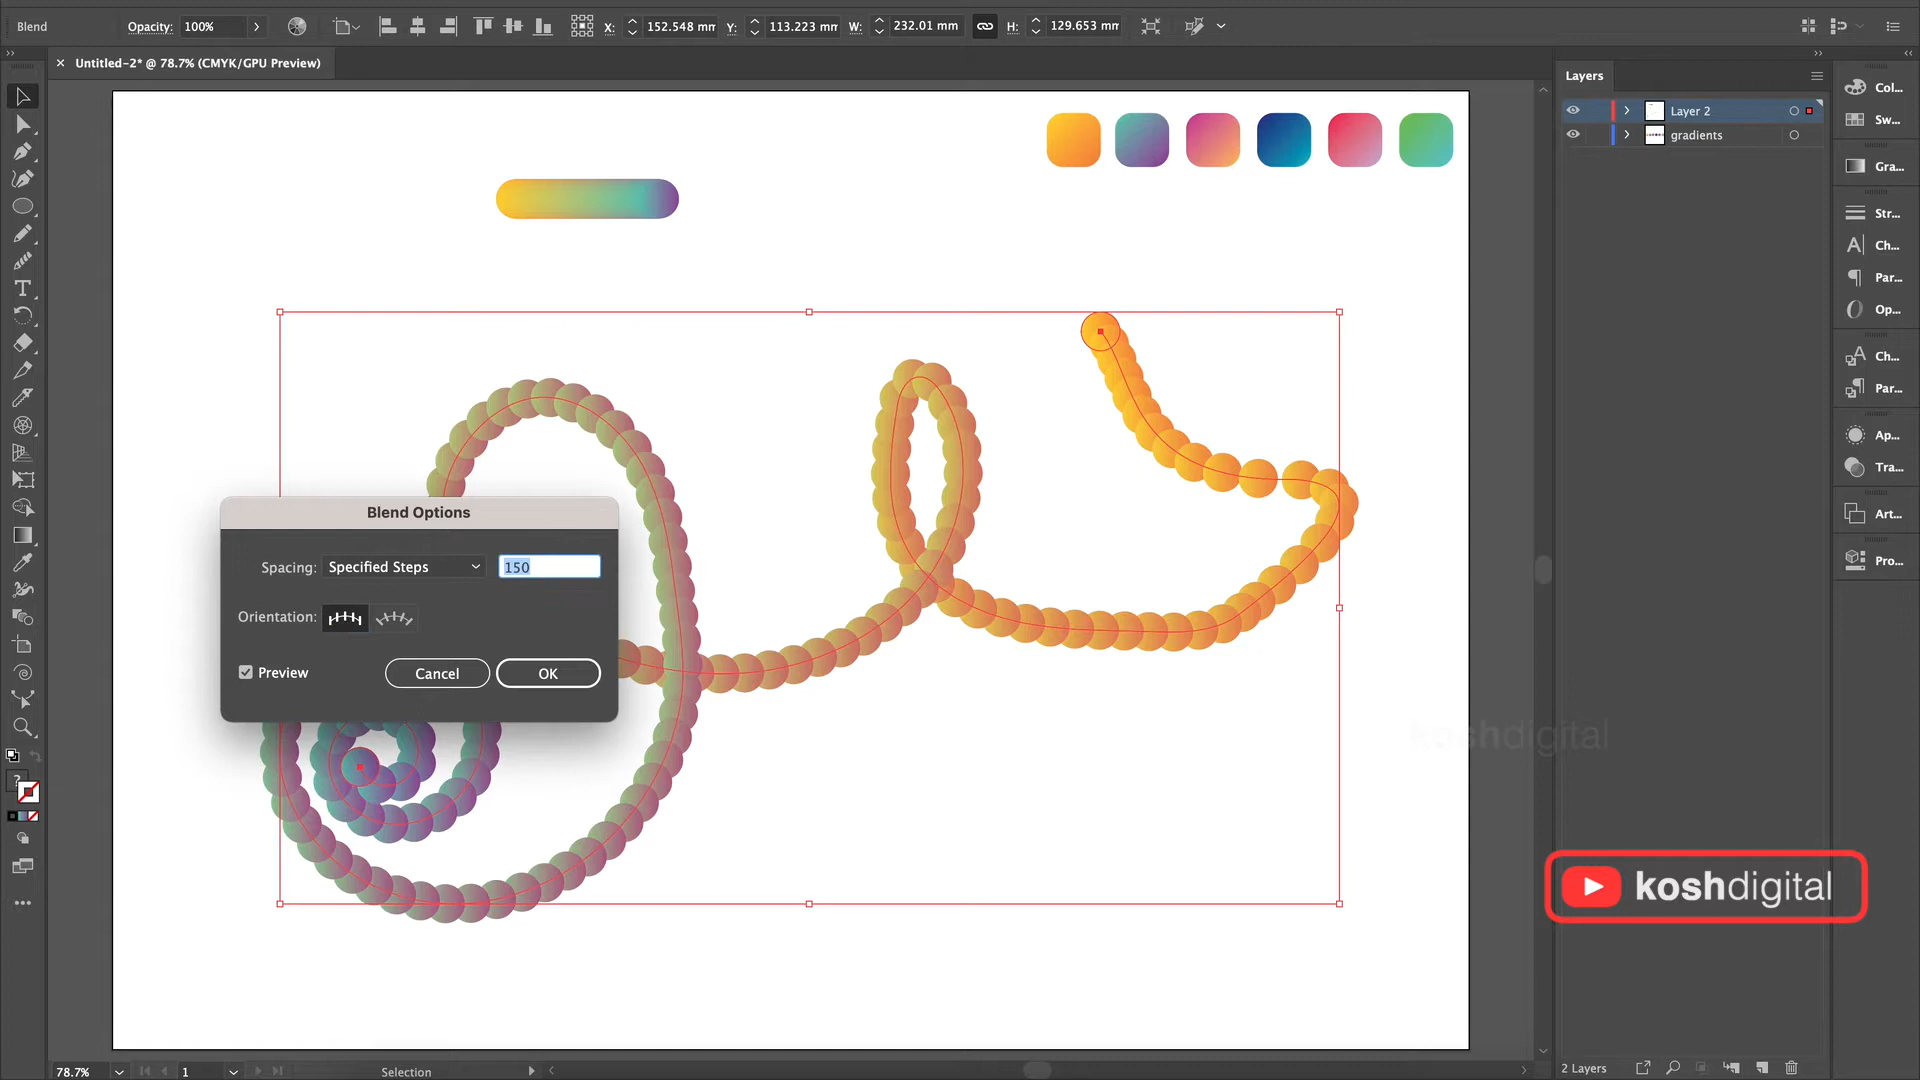 Blend
Opacity: 100%
X: 152.548 mm
Y: 113.223 mm
W: 232.01 mm
H: 129.653 mm
Untitled-2* @ 78.7% (CMYK/GPU Preview)
Layers
Layer 2
gradients
Col...
Sw...
Gra...
Str...
Ch...
Par...
Op...
Ch...
Par...
Ap...
Tra...
Art...
Pro...
Blend Options
Spacing: Specified Steps 150
Orientation:
Preview
Cancel
OK
koshdigital
koshdigital
78.7%
1
Selection
2 Layers